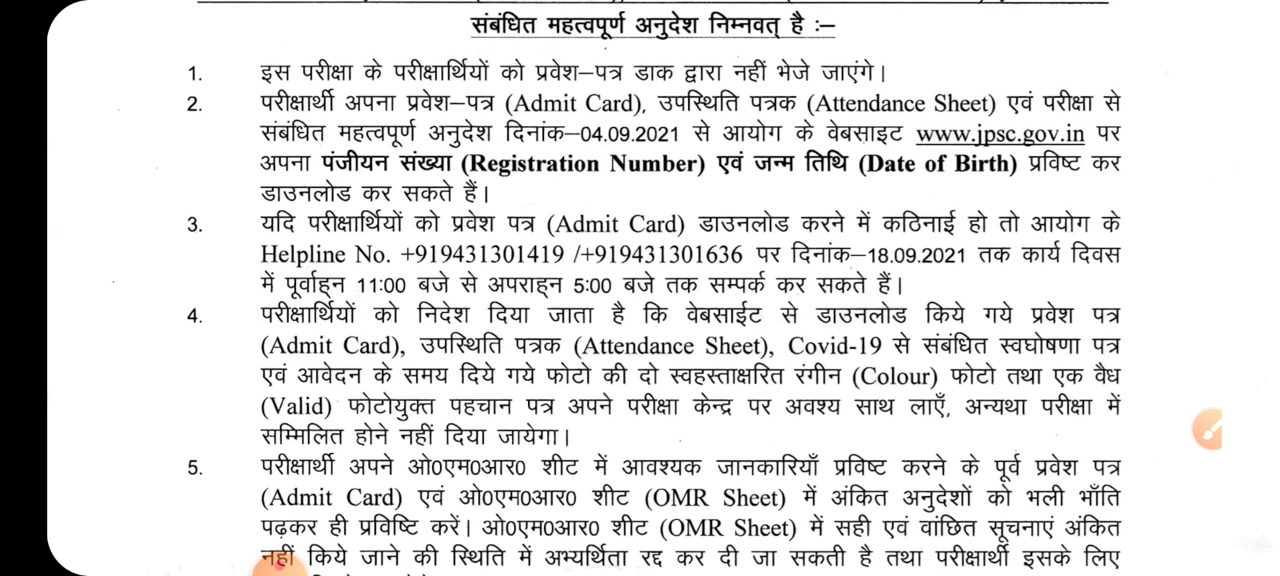 संबंधित महत्वपूर्ण अनुदेश निम्नवत् है :–
1. इस परीक्षा के परीक्षार्थियों को प्रवेश–पत्र डाक द्वारा नहीं भेजे जाएंगे।
2. परीक्षार्थी अपना प्रवेश–पत्र (Admit Card), उपस्थिति पत्रक (Attendance Sheet) एवं परीक्षा से
संबंधित महत्वपूर्ण अनुदेश दिनांक–04.09.2021 से आयोग के वेबसाइट www.jpsc.gov.in पर
अपना पंजीयन संख्या (Registration Number) एवं जन्म तिथि (Date of Birth) प्रविष्ट कर
डाउनलोड कर सकते हैं।
3. यदि परीक्षार्थियों को प्रवेश पत्र (Admit Card) डाउनलोड करने में कठिनाई हो तो आयोग के
Helpline No. +919431301419 /+919431301636 पर दिनांक–18.09.2021 तक कार्य दिवस
में पूर्वाह्न 11:00 बजे से अपराह्न 5:00 बजे तक सम्पर्क कर सकते हैं।
4. परीक्षार्थियों को निदेश दिया जाता है कि वेबसाईट से डाउनलोड किये गये प्रवेश पत्र
(Admit Card), उपस्थिति पत्रक (Attendance Sheet), Covid-19 से संबंधित स्वघोषणा पत्र
एवं आवेदन के समय दिये गये फोटो की दो स्वहस्ताक्षरित रंगीन (Colour) फोटो तथा एक वैध
(Valid) फोटोयुक्त पहचान पत्र अपने परीक्षा केन्द्र पर अवश्य साथ लाएँ, अन्यथा परीक्षा में
सम्मिलित होने नहीं दिया जायेगा।
5. परीक्षार्थी अपने ओ0एम0आर0 शीट में आवश्यक जानकारियाँ प्रविष्ट करने के पूर्व प्रवेश पत्र
(Admit Card) एवं ओ0एम0आर0 शीट (OMR Sheet) में अंकित अनुदेशों को भली भाँति
पढ़कर ही प्रविष्टि करें। ओ0एम0आर0 शीट (OMR Sheet) में सही एवं वांछित सूचनाएं अंकित
नहीं किये जाने की स्थिति में अभ्यर्थिता रद्द कर दी जा सकती है तथा परीक्षार्थी इसके लिए